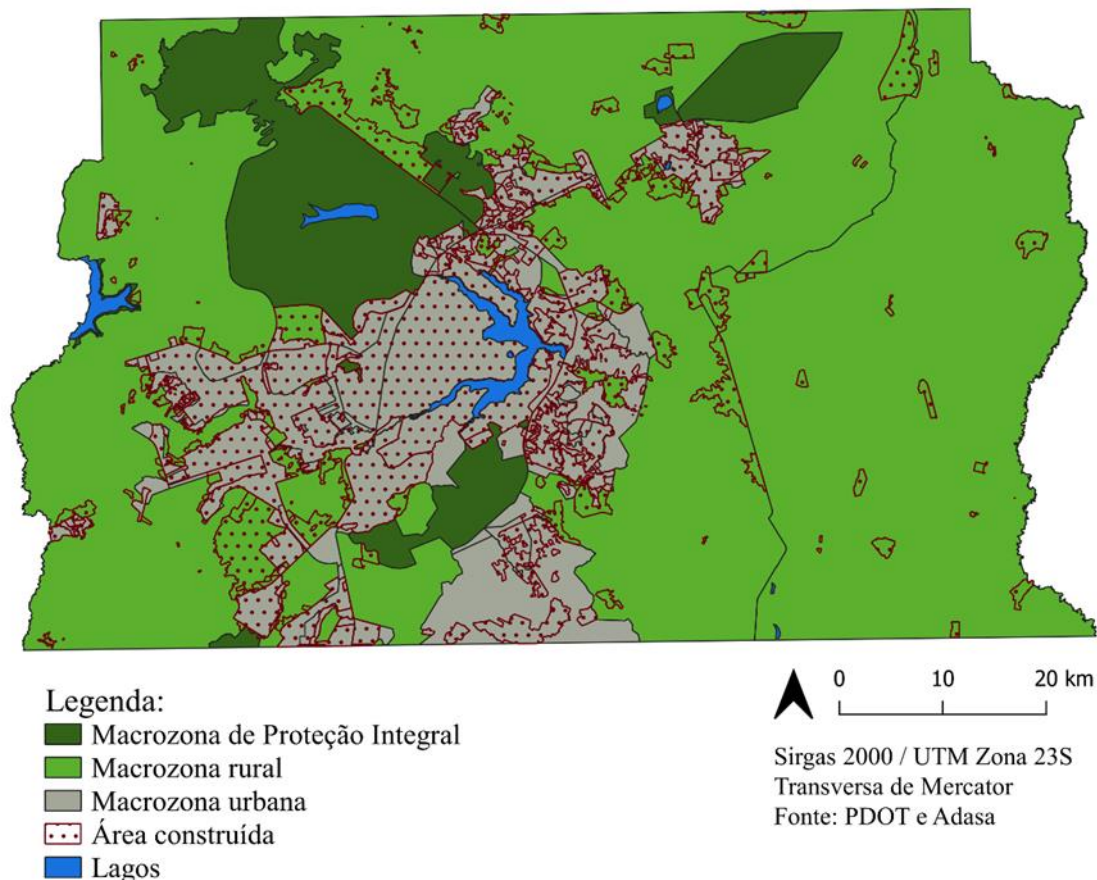 Legenda:
Macrozona de Proteção Integral
Macrozona rural
Macrozona urbana
Área construída
Lagos
0 10 20 km
Sirgas 2000 / UTM Zona 23S
Transversa de Mercator
Fonte: PDOT e Adasa